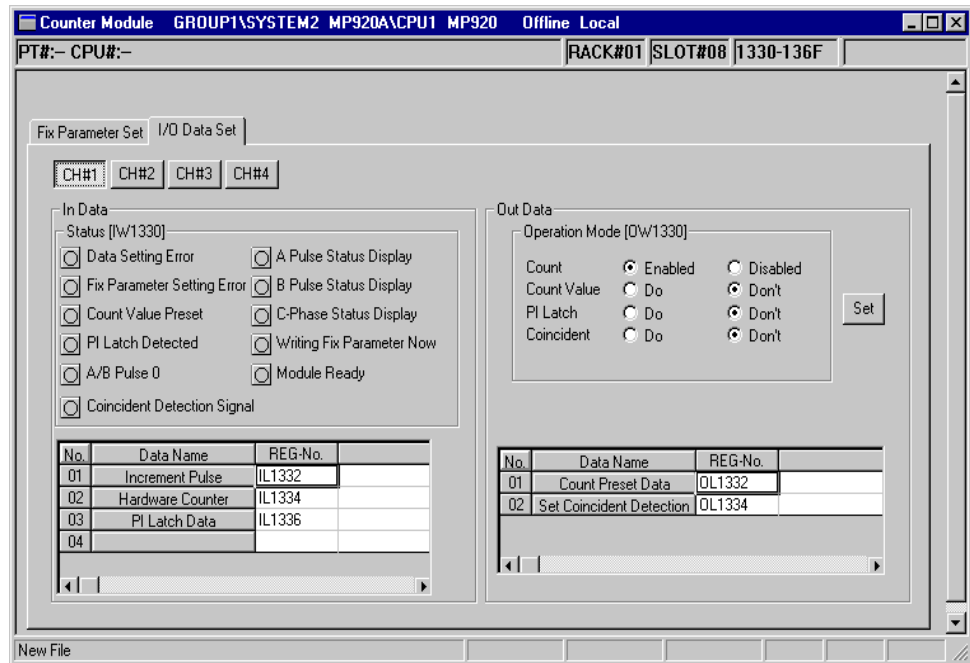 Counter Module GROUP1\SYSTEM2 MP920A\CPU1 MP920 Offline Local
PT#:– CPU#:– RACK#01 SLOT#08 1330-136F
Fix Parameter Set I/O Data Set
CH#1 CH#2 CH#3 CH#4
In Data
Status [IW1330]
Data Setting Error A Pulse Status Display
Fix Parameter Setting Error B Pulse Status Display
Count Value Preset C-Phase Status Display
PI Latch Detected Writing Fix Parameter Now
A/B Pulse 0 Module Ready
Coincident Detection Signal
No. Data Name REG-No.
01 Increment Pulse IL1332
02 Hardware Counter IL1334
03 PI Latch Data IL1336
04
Out Data
Operation Mode [OW1330]
Count Enabled Disabled
Count Value Do Don't
PI Latch Do Don't
Coincident Do Don't
Set
No. Data Name REG-No.
01 Count Preset Data OL1332
02 Set Coincident Detection OL1334
New File